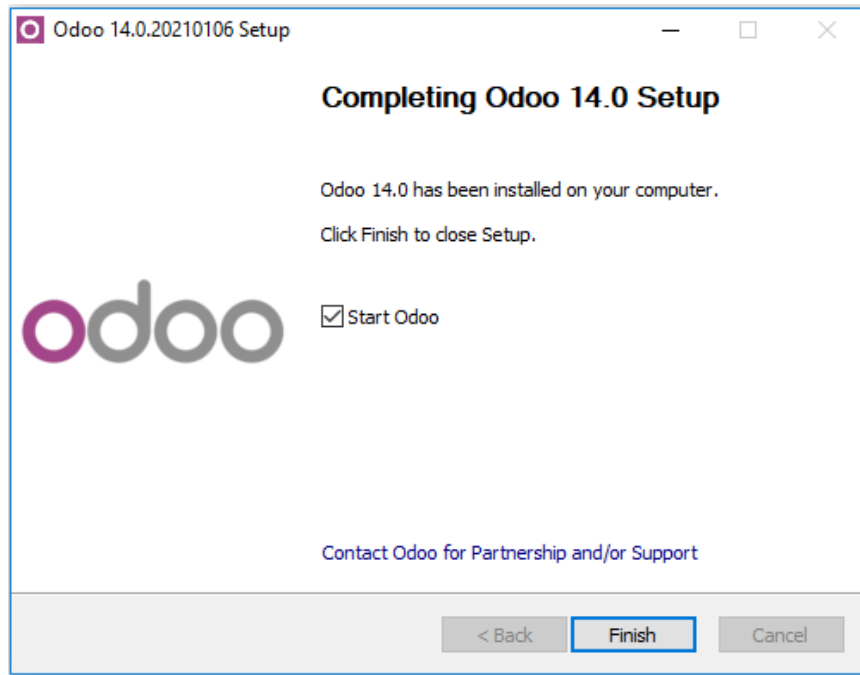 Odoo 14.0.20210106 Setup
Completing Odoo 14.0 Setup
Odoo 14.0 has been installed on your computer.
Click Finish to close Setup.
odoo
Start Odoo
Contact Odoo for Partnership and/or Support
< Back
Finish
Cancel